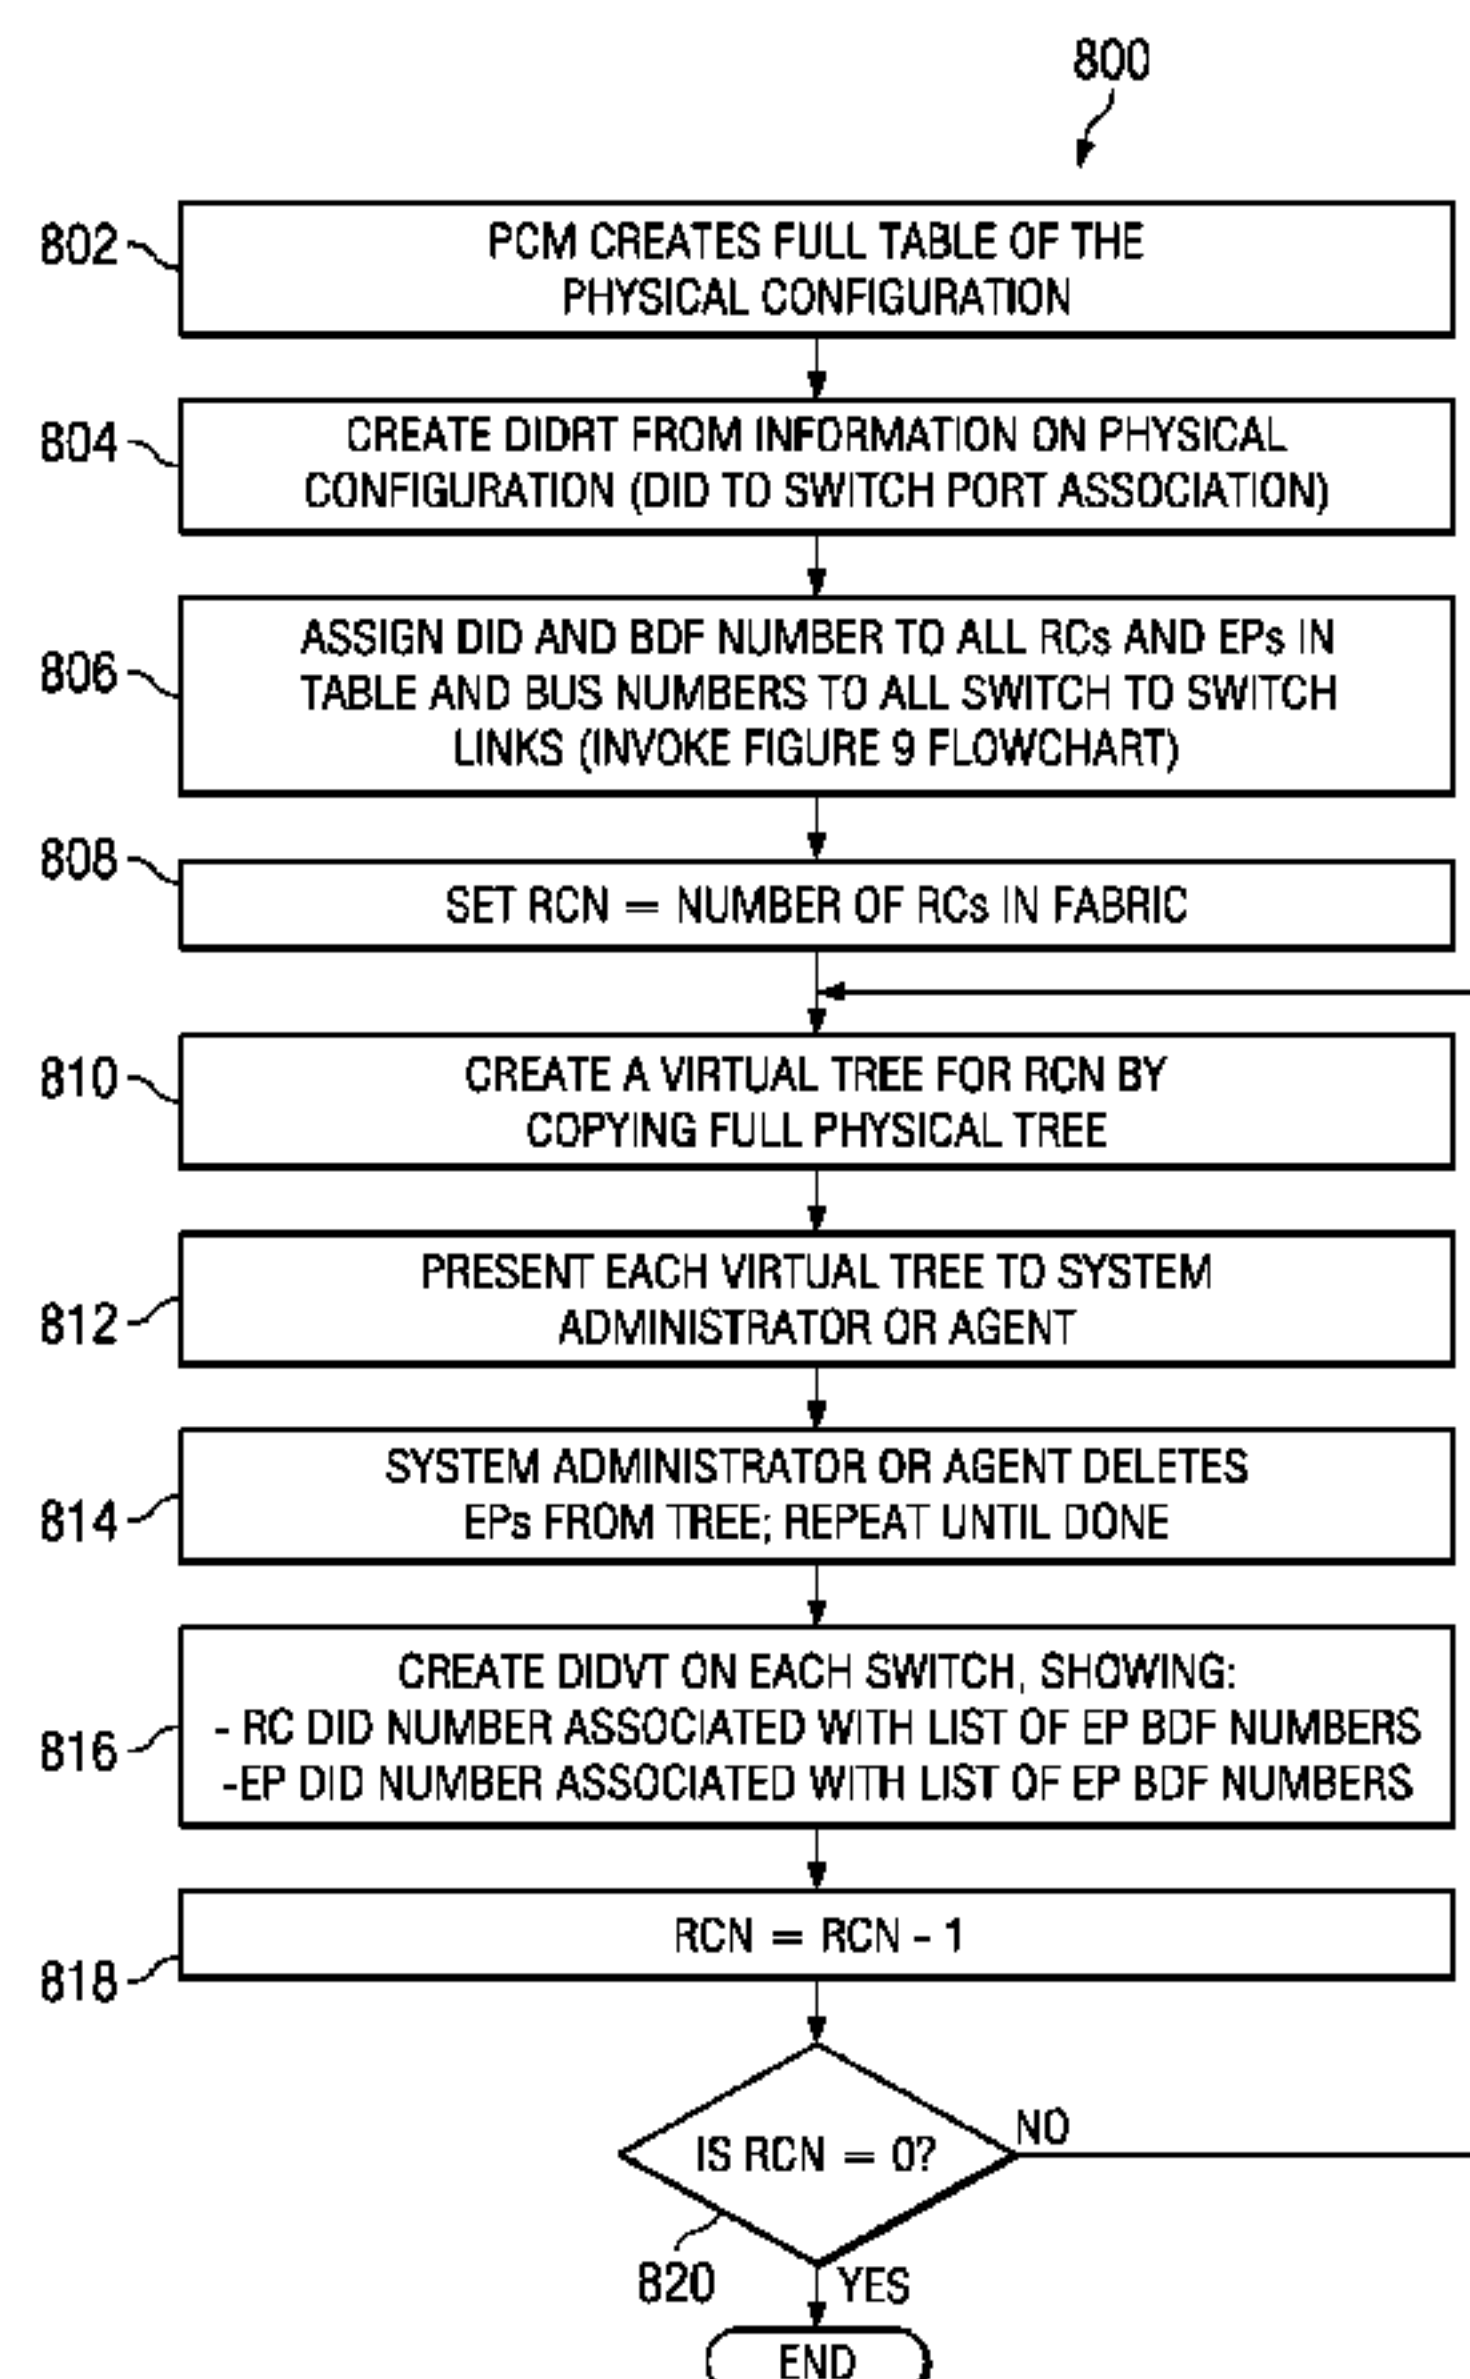 800
802
PCM CREATES FULL TABLE OF THE
PHYSICAL CONFIGURATION
804
CREATE DIDRT FROM INFORMATION ON PHYSICAL
CONFIGURATION (DID TO SWITCH PORT ASSOCIATION)
806
ASSIGN DID AND BDF NUMBER TO ALL RCs AND EPs IN
TABLE AND BUS NUMBERS TO ALL SWITCH TO SWITCH
LINKS (INVOKE FIGURE 9 FLOWCHART)
808
SET RCN = NUMBER OF RCs IN FABRIC
810
CREATE A VIRTUAL TREE FOR RCN BY
COPYING FULL PHYSICAL TREE
812
PRESENT EACH VIRTUAL TREE TO SYSTEM
ADMINISTRATOR OR AGENT
814
SYSTEM ADMINISTRATOR OR AGENT DELETES
EPs FROM TREE; REPEAT UNTIL DONE
816
CREATE DIDVT ON EACH SWITCH, SHOWING:
- RC DID NUMBER ASSOCIATED WITH LIST OF EP BDF NUMBERS
-EP DID NUMBER ASSOCIATED WITH LIST OF EP BDF NUMBERS
818
RCN = RCN - 1
IS RCN = 0?
NO
820
YES
END